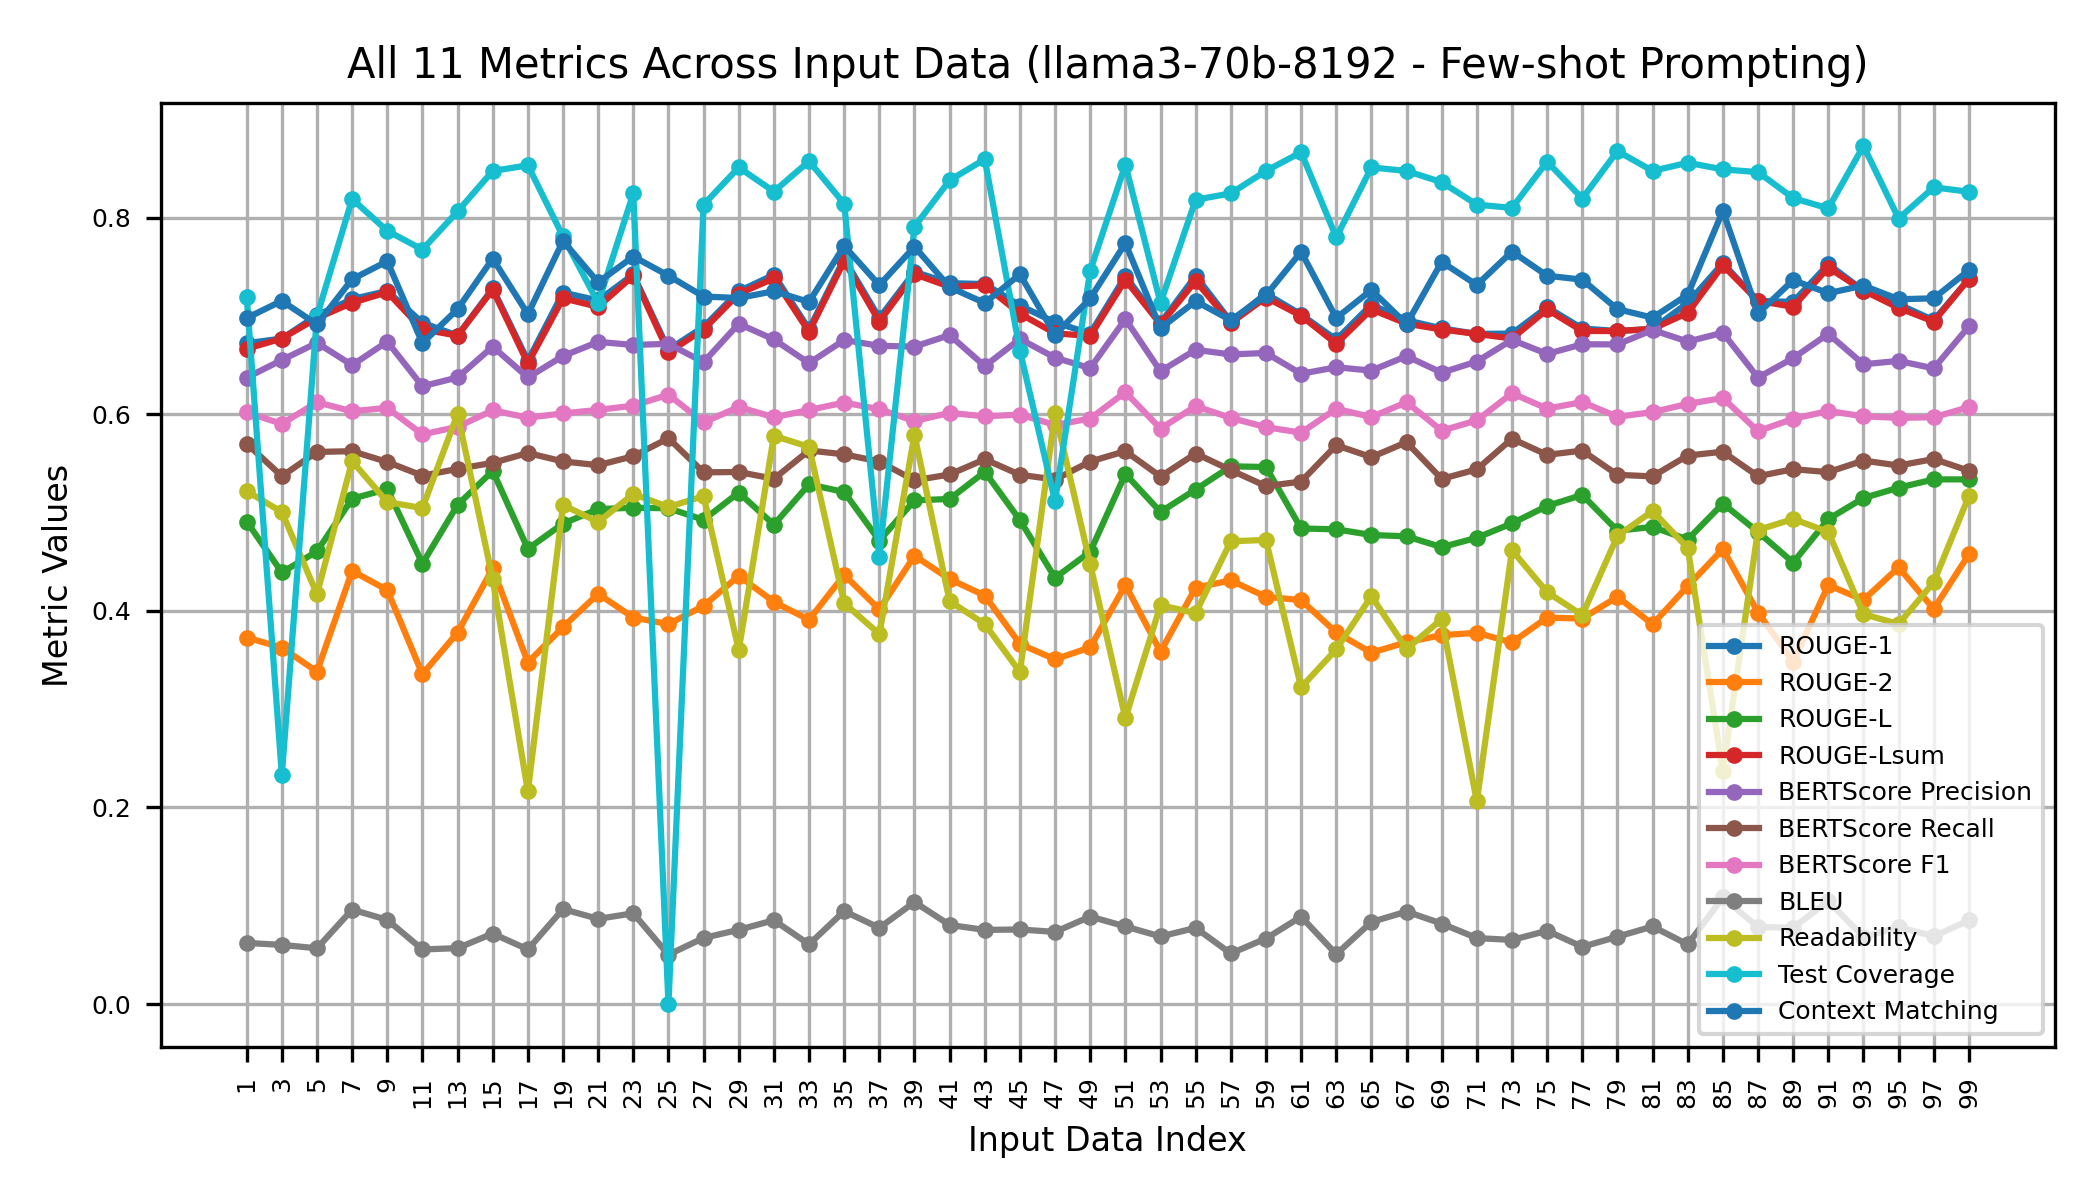 All 11 Metrics Across Input Data (llama3-70b-8192 - Few-shot Prompting)
Metric Values
0.8
0.6
0.4
0.2
0.0
ROUGE-1
ROUGE-2
ROUGE-L
ROUGE-Lsum
BERTScore Precision
BERTScore Recall
BERTScore F1
BLEU
Readability
Test Coverage
Context Matching
1 3 5 7 9 11 13 15 17 19 21 23 25 27 29 31 33 35 37 39 41 43 45 47 49 51 53 55 57 59 61 63 65 67 69 71 73 75 77 79 81 83 85 87 89 91 93 95 97 99
Input Data Index